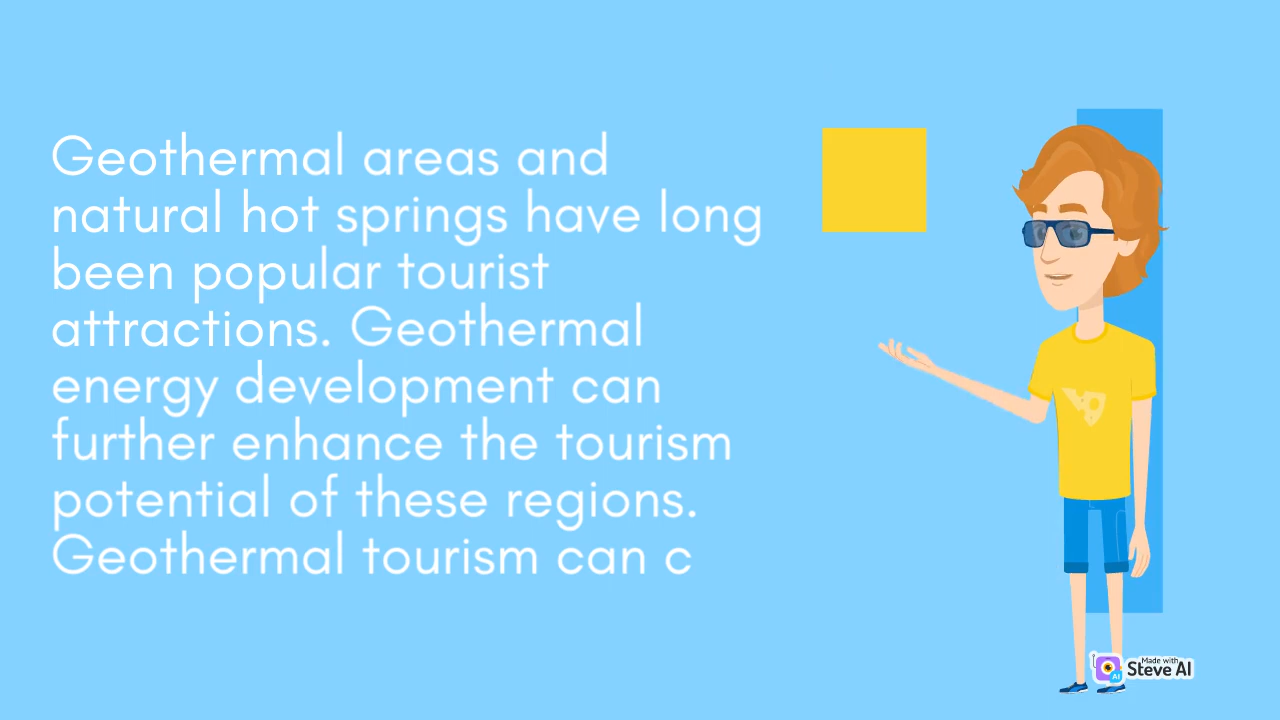 Geothermal areas and
natural hot springs have long
been popular tourist
attractions. Geothermal
energy development can
further enhance the tourism
potential of these regions.
Geothermal tourism can c
Made with
Steve AI
AI